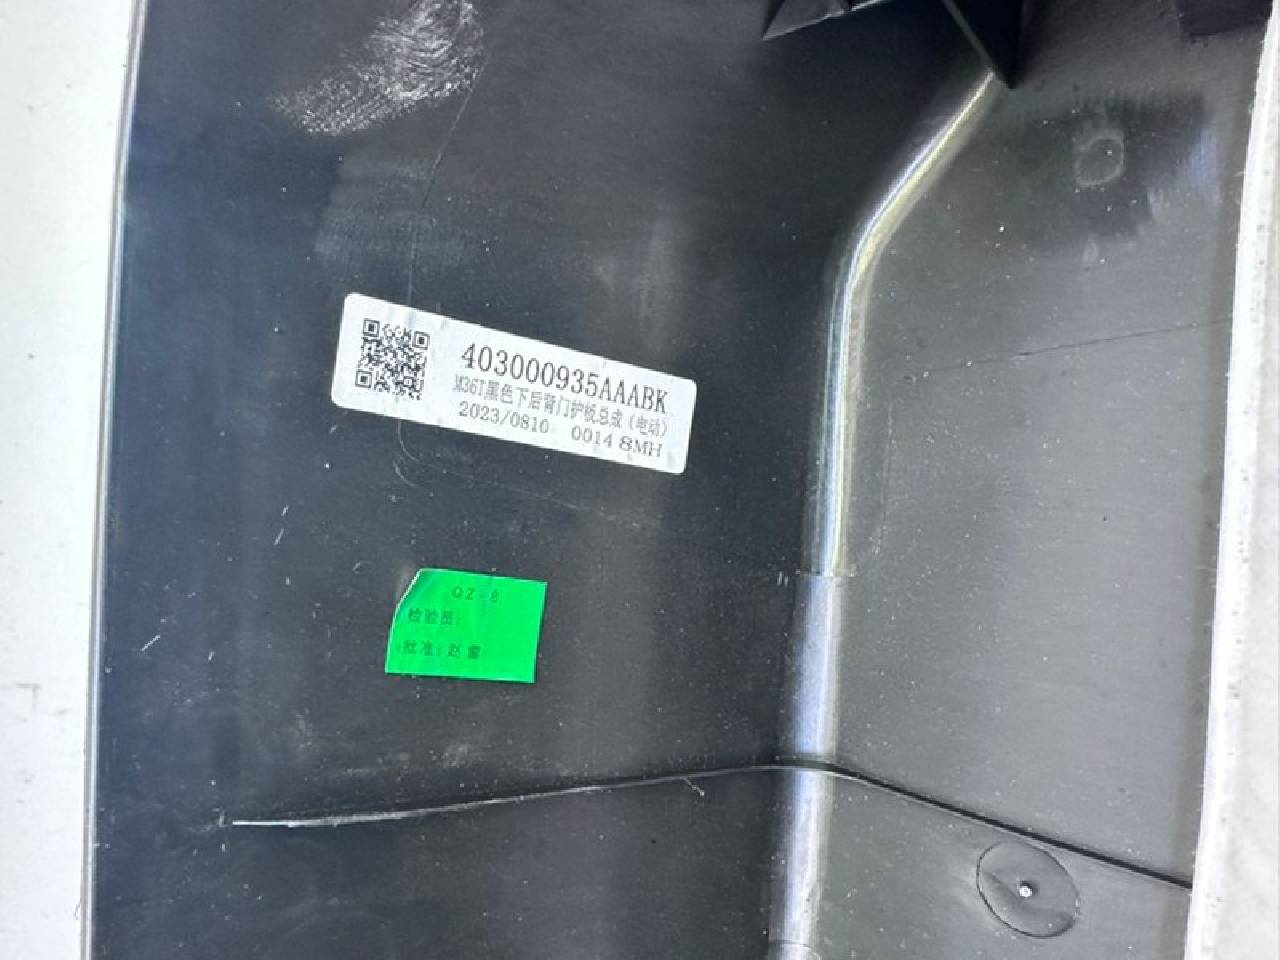 403000935AAABK
M36T黑色下后背门护板总成（电动）
2023/0810 0014 8MH
QZ-8
检验员:
批准:赵雷